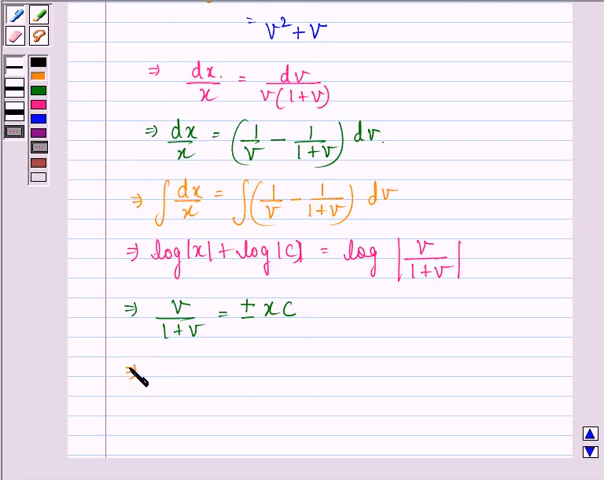 = v² + v
⇒ dx/x = dv/v(1+v)
⇒ dx/x = (1/v − 1/1+v) dv.
⇒ ∫ dx/x = ∫ (1/v − 1/1+v) dv
⇒ log|x| + log|C| = log |v/1+v|
⇒ v/1+v = ± x C
⇒